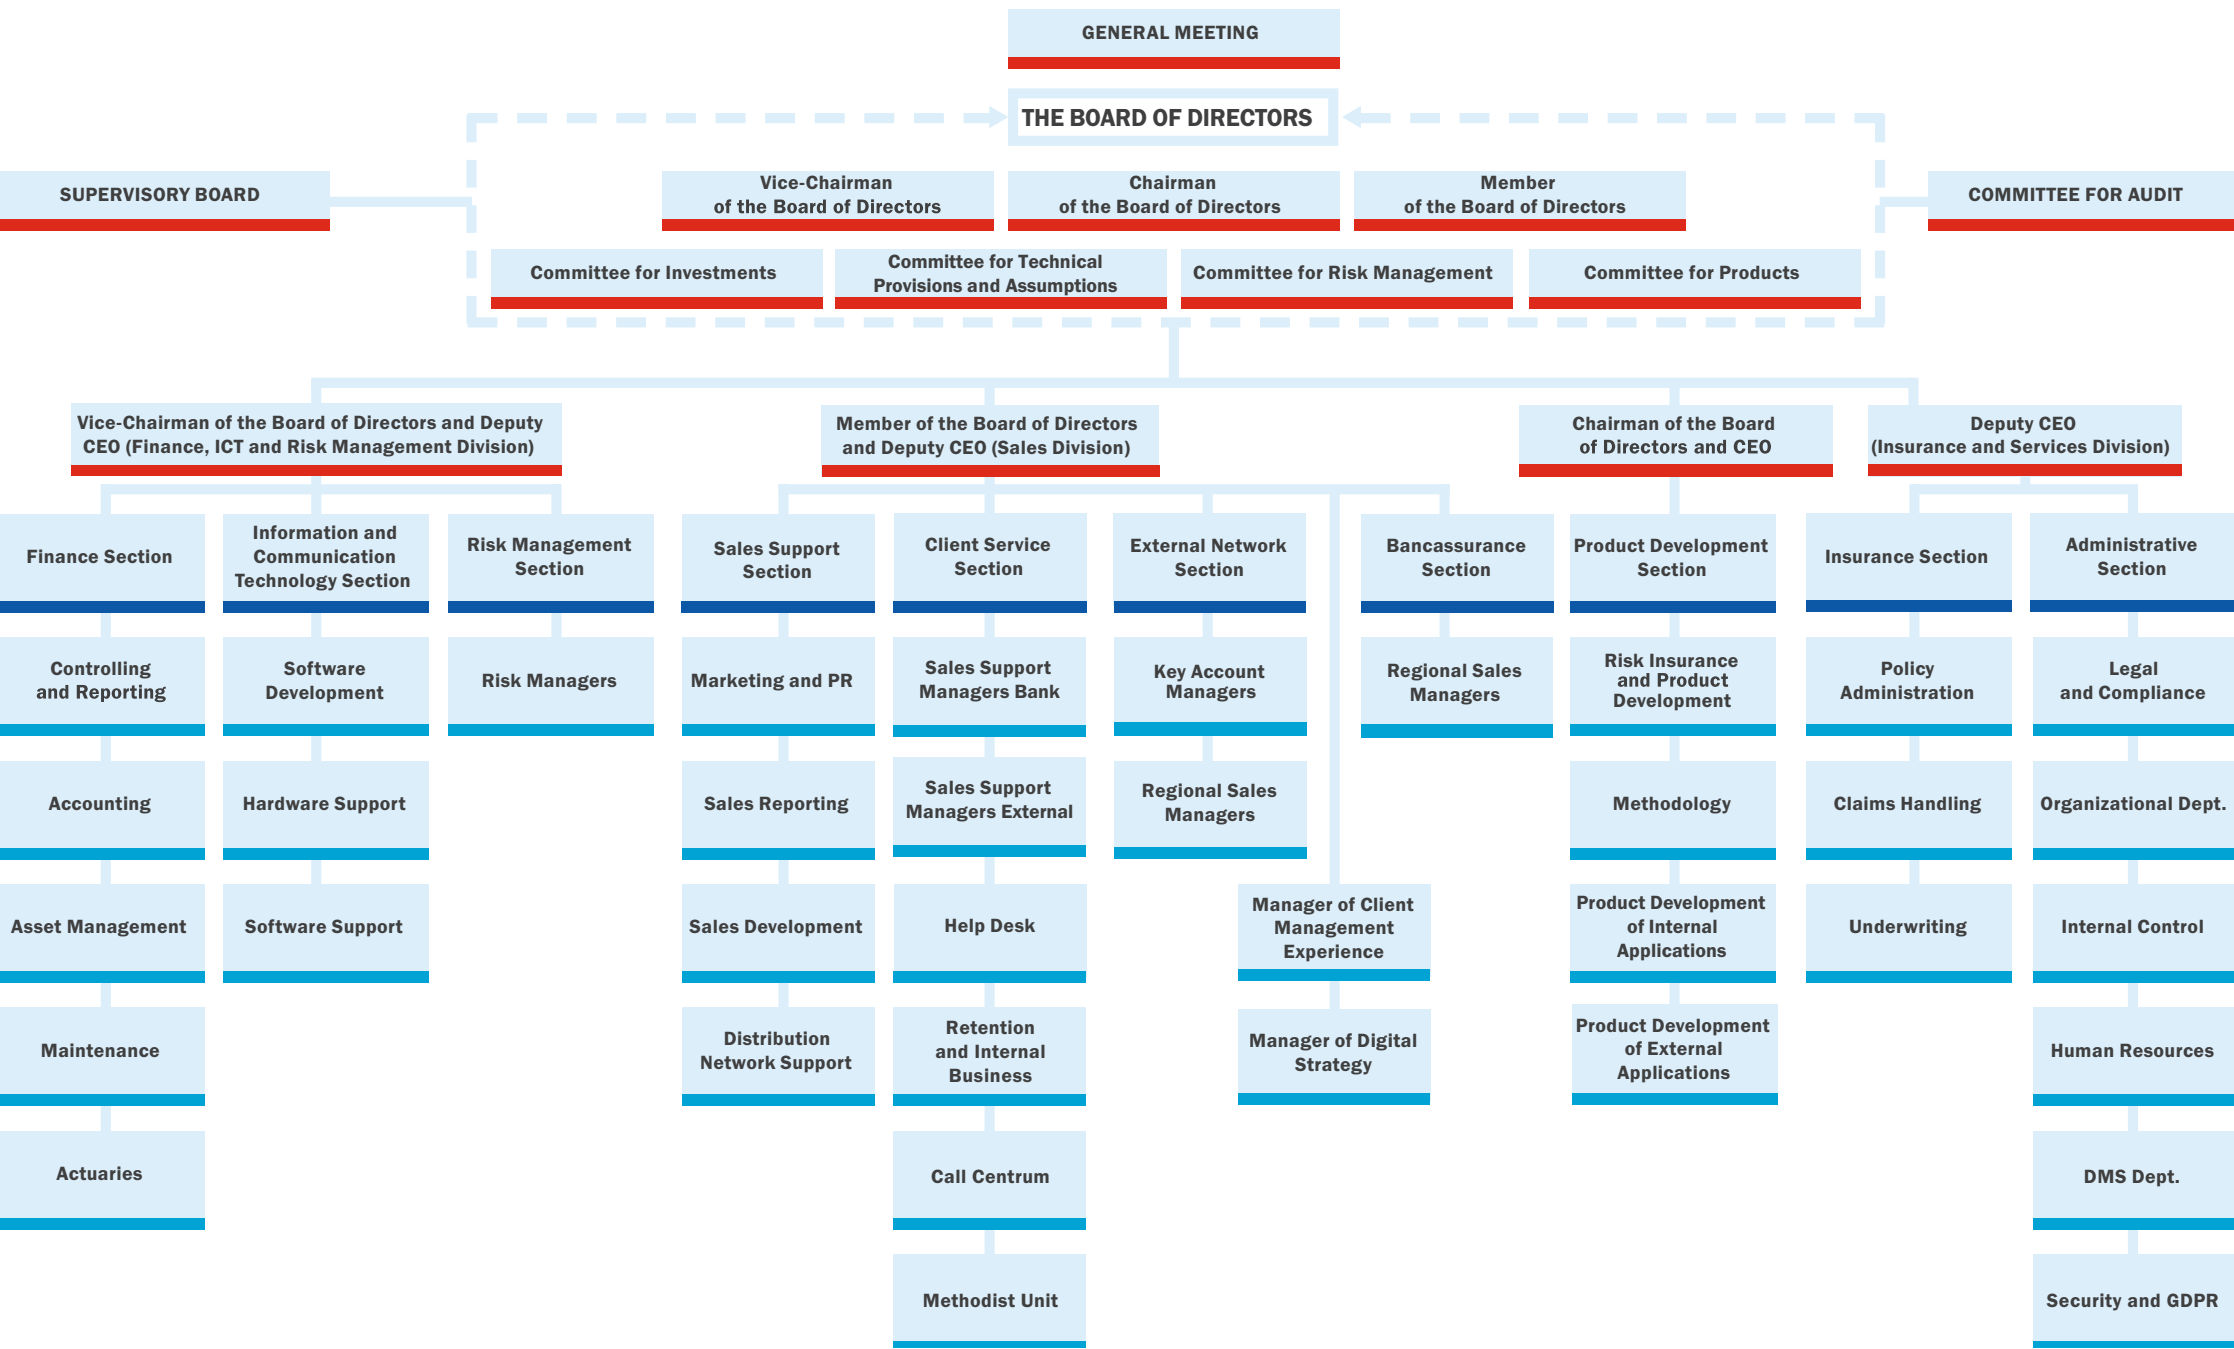 GENERAL MEETING
THE BOARD OF DIRECTORS
SUPERVISORY BOARD
Vice-Chairman
of the Board of Directors
Chairman
of the Board of Directors
Member
of the Board of Directors
COMMITTEE FOR AUDIT
Committee for Investments
Committee for Technical
Provisions and Assumptions
Committee for Risk Management
Committee for Products
Vice-Chairman of the Board of Directors and Deputy
CEO (Finance, ICT and Risk Management Division)
Member of the Board of Directors
and Deputy CEO (Sales Division)
Chairman of the Board
of Directors and CEO
Deputy CEO
(Insurance and Services Division)
Finance Section
Information and
Communication
Technology Section
Risk Management
Section
Sales Support
Section
Client Service
Section
External Network
Section
Bancassurance
Section
Product Development
Section
Insurance Section
Administrative
Section
Controlling
and Reporting
Software
Development
Risk Managers
Marketing and PR
Sales Support
Managers Bank
Key Account
Managers
Regional Sales
Managers
Risk Insurance
and Product
Development
Policy
Administration
Legal
and Compliance
Accounting
Hardware Support
Sales Reporting
Sales Support
Managers External
Regional Sales
Managers
Methodology
Claims Handling
Organizational Dept.
Asset Management
Software Support
Sales Development
Help Desk
Manager of Client
Management
Experience
Product Development
of Internal
Applications
Underwriting
Internal Control
Maintenance
Distribution
Network Support
Retention
and Internal
Business
Manager of Digital
Strategy
Product Development
of External
Applications
Human Resources
Actuaries
Call Centrum
DMS Dept.
Methodist Unit
Security and GDPR